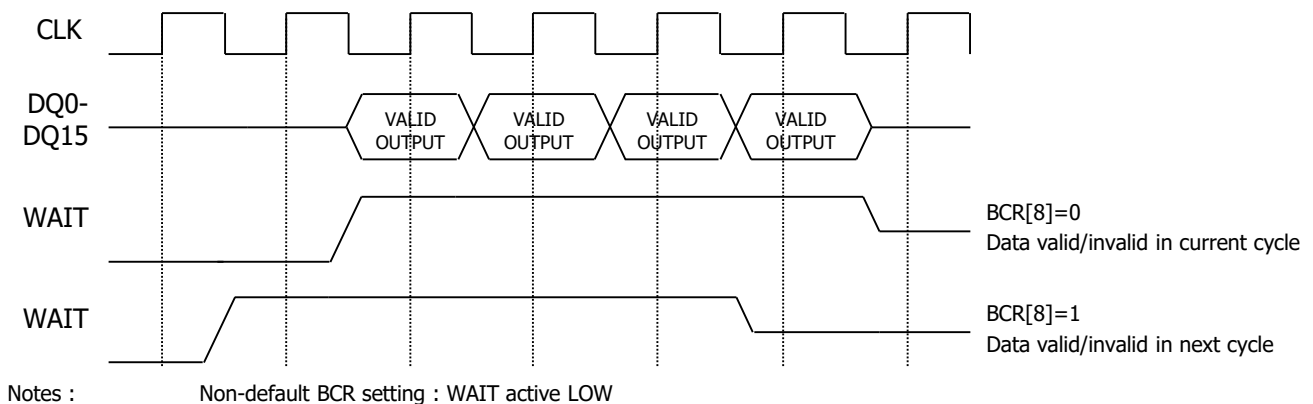 CLK
DQ0-
DQ15
VALID
OUTPUT
VALID
OUTPUT
VALID
OUTPUT
VALID
OUTPUT
WAIT
BCR[8]=0
Data valid/invalid in current cycle
WAIT
BCR[8]=1
Data valid/invalid in next cycle
Notes : Non-default BCR setting : WAIT active LOW